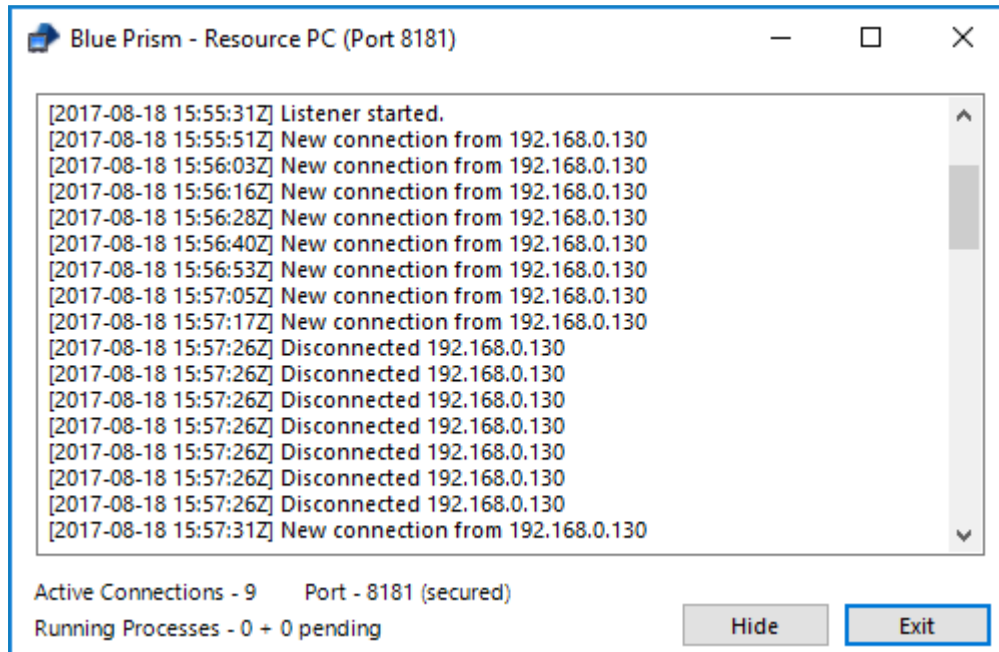 Blue Prism - Resource PC (Port 8181)
[2017-08-18 15:55:31Z] Listener started.
[2017-08-18 15:55:51Z] New connection from 192.168.0.130
[2017-08-18 15:56:03Z] New connection from 192.168.0.130
[2017-08-18 15:56:16Z] New connection from 192.168.0.130
[2017-08-18 15:56:28Z] New connection from 192.168.0.130
[2017-08-18 15:56:40Z] New connection from 192.168.0.130
[2017-08-18 15:56:53Z] New connection from 192.168.0.130
[2017-08-18 15:57:05Z] New connection from 192.168.0.130
[2017-08-18 15:57:17Z] New connection from 192.168.0.130
[2017-08-18 15:57:26Z] Disconnected 192.168.0.130
[2017-08-18 15:57:26Z] Disconnected 192.168.0.130
[2017-08-18 15:57:26Z] Disconnected 192.168.0.130
[2017-08-18 15:57:26Z] Disconnected 192.168.0.130
[2017-08-18 15:57:26Z] Disconnected 192.168.0.130
[2017-08-18 15:57:26Z] Disconnected 192.168.0.130
[2017-08-18 15:57:26Z] Disconnected 192.168.0.130
[2017-08-18 15:57:31Z] New connection from 192.168.0.130
Active Connections - 9 Port - 8181 (secured)
Running Processes - 0 + 0 pending
Hide Exit